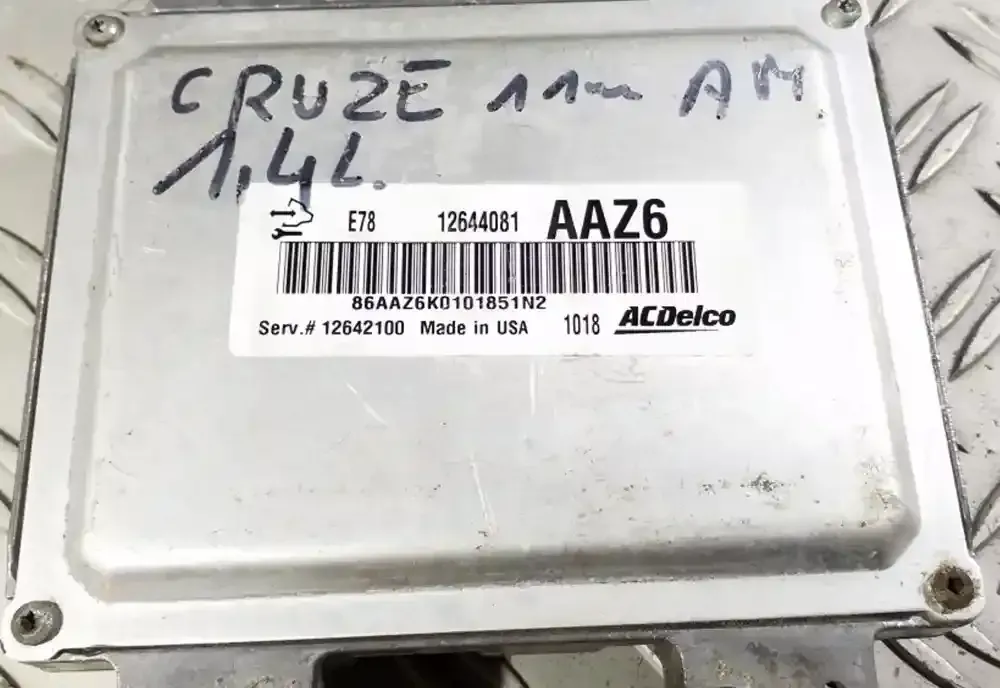 CRUZE 11~ AM
1,4L.
E78 12644081 AAZ6
86AAZ6K0101851N2
Serv.# 12642100 Made in USA 1018 ACDelco